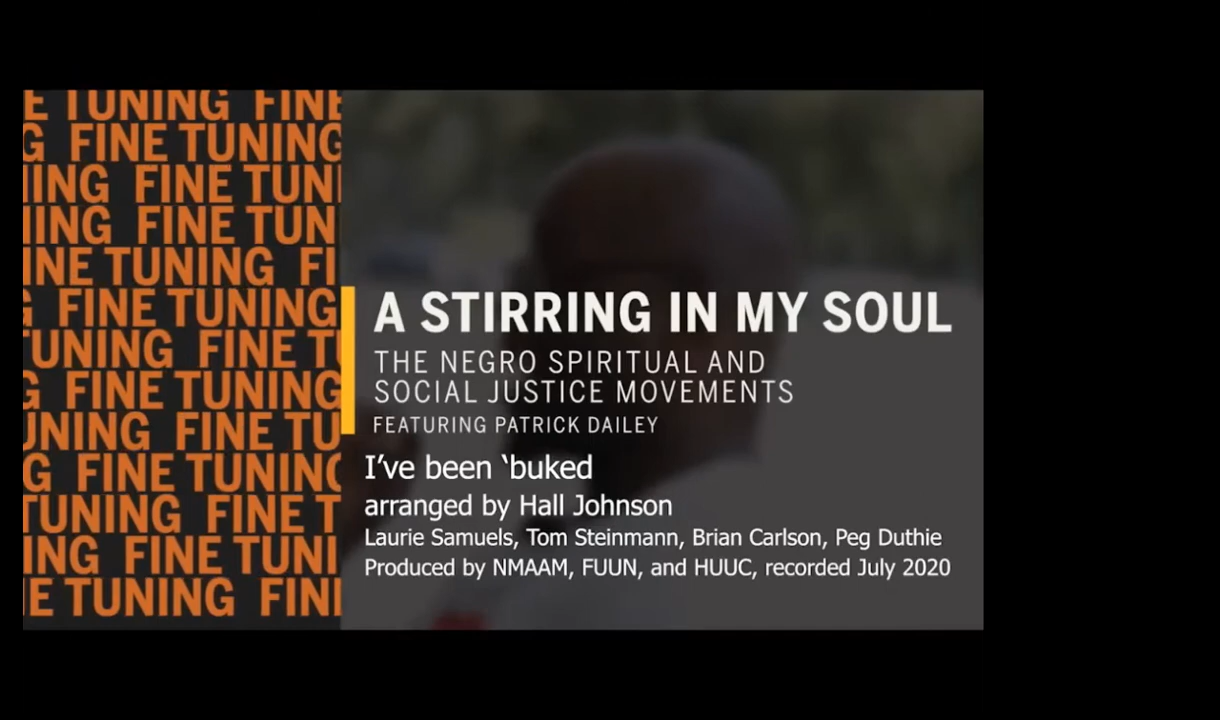 E TUNING FINE
G FINE TUNING
ING FINE TUNI
ING FINE TUN
INE TUNING FI
G FINE TUNING
TUNING FINE TU
G FINE TUNING
UNING FINE TU
G FINE TUNING
TUNING FINE T
ING FINE TUNI
E TUNING FINI
A STIRRING IN MY SOUL
THE NEGRO SPIRITUAL AND
SOCIAL JUSTICE MOVEMENTS
FEATURING PATRICK DAILEY
I’ve been ‘buked
arranged by Hall Johnson
Laurie Samuels, Tom Steinmann, Brian Carlson, Peg Duthie
Produced by NMAAM, FUUN, and HUUC, recorded July 2020